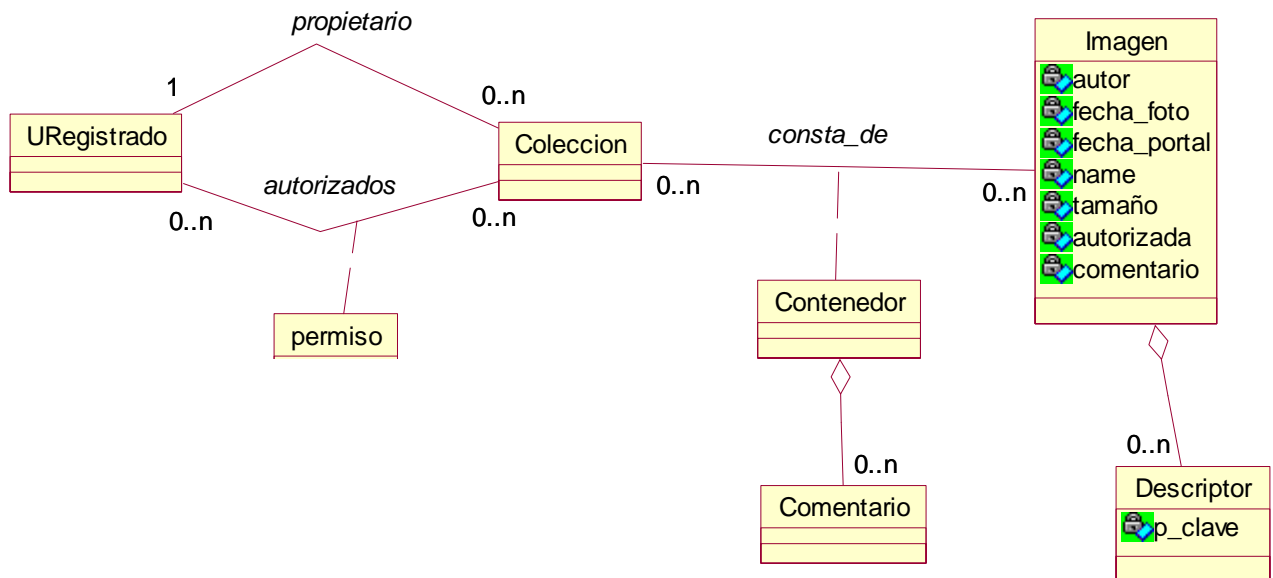 propietario
1
0..n
URegistrado
Coleccion
autorizados
0..n
0..n
permiso
consta_de
0..n
0..n
Imagen
autor
fecha_foto
fecha_portal
name
tamaño
autorizada
comentario
Contenedor
0..n
Comentario
0..n
Descriptor
p_clave